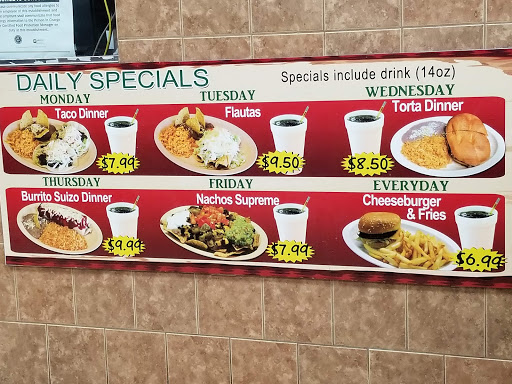 DAILY SPECIALS
Specials include drink (14oz)
MONDAY
Taco Dinner
$7.99
TUESDAY
Flautas
$9.50
WEDNESDAY
Torta Dinner
$8.50
THURSDAY
Burrito Suizo Dinner
$9.99
FRIDAY
Nachos Supreme
$7.99
EVERYDAY
Cheeseburger
& Fries
$6.99